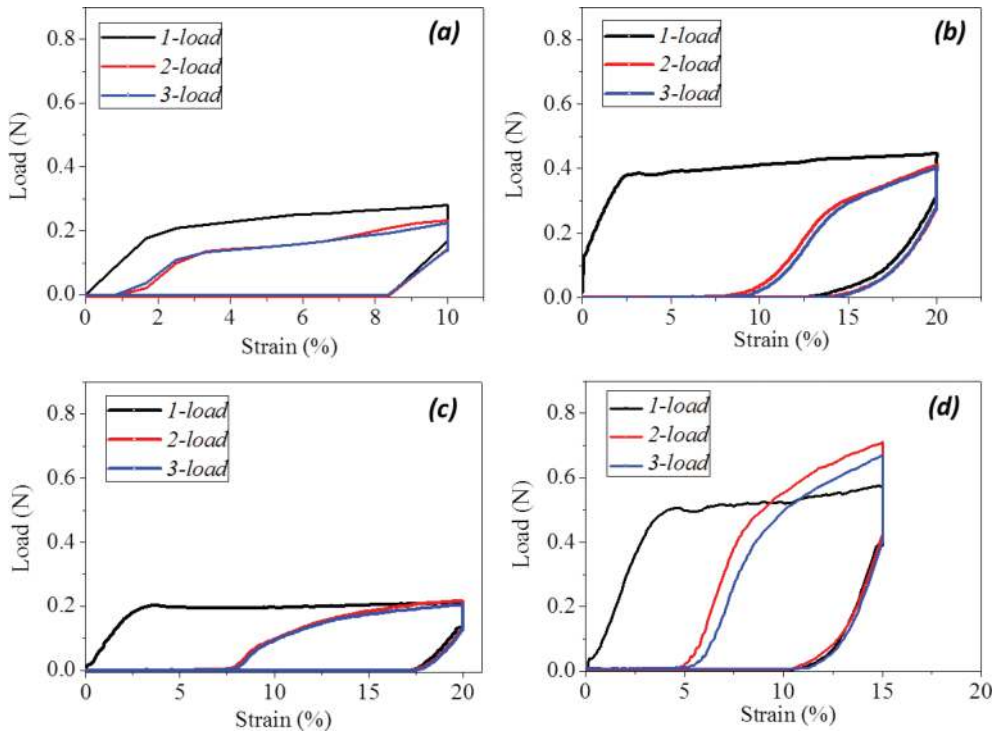 (a)
1-load
2-load
3-load
Load (N)
0.8
0.6
0.4
0.2
0.0
0 2 4 6 8 10
Strain (%)
(b)
1-load
2-load
3-load
Load (N)
0.8
0.6
0.4
0.2
0.0
0 5 10 15 20
Strain (%)
(c)
1-load
2-load
3-load
Load (N)
0.8
0.6
0.4
0.2
0.0
0 5 10 15 20
Strain (%)
(d)
1-load
2-load
3-load
Load (N)
0.8
0.6
0.4
0.2
0.0
0 5 10 15 20
Strain (%)